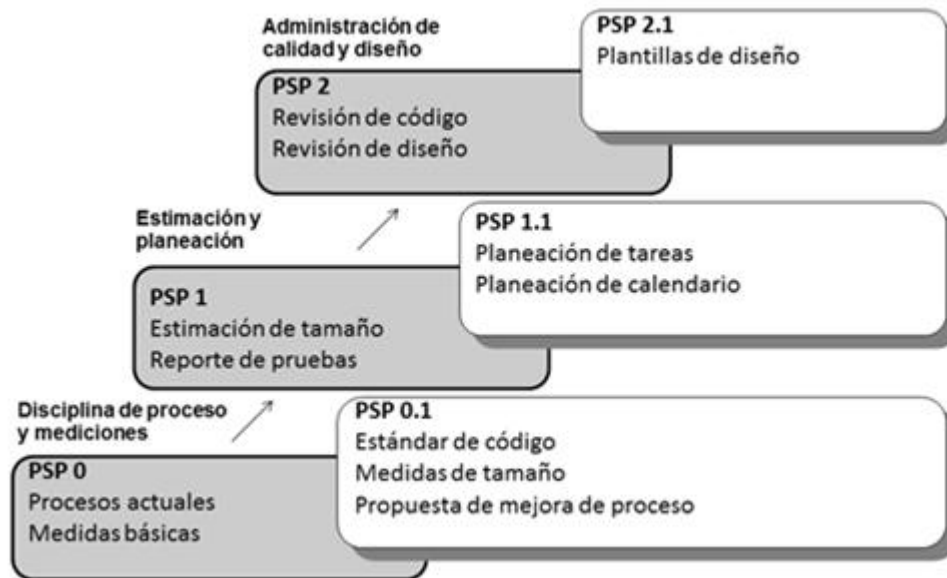 Administración de
calidad y diseño
PSP 2.1
Plantillas de diseño
PSP 2
Revisión de código
Revisión de diseño
Estimación y
planeación
PSP 1.1
Planeación de tareas
Planeación de calendario
PSP 1
Estimación de tamaño
Reporte de pruebas
Disciplina de proceso
y mediciones
PSP 0.1
Estándar de código
Medidas de tamaño
Propuesta de mejora de proceso
PSP 0
Procesos actuales
Medidas básicas